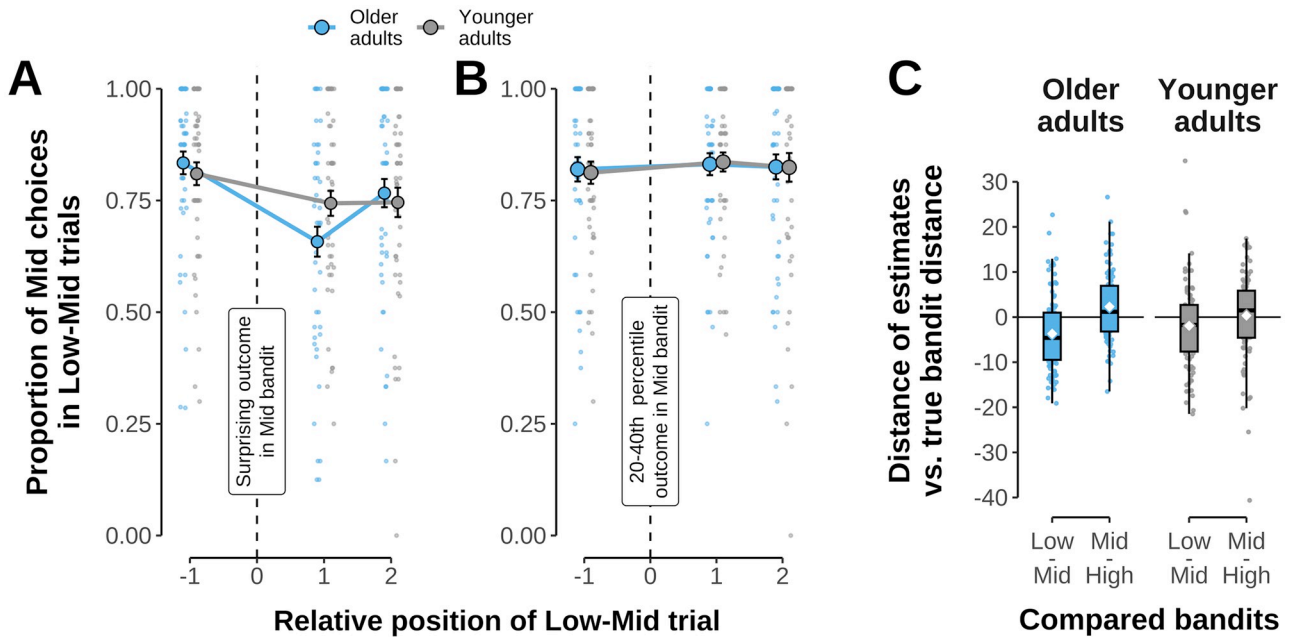 Older
adults
Younger
adults
A
Proportion of Mid choices
in Low-Mid trials
1.00
0.75
0.50
0.25
0.00
Surprising outcome
in Mid bandit
-1
0
1
2
B
1.00
0.75
0.50
0.25
0.00
20-40th percentile
outcome in Mid bandit
-1
0
1
2
Relative position of Low-Mid trial
C
Older
adults
Younger
adults
Distance of estimates
vs. true bandit distance
30
20
10
0
-10
-20
-30
-40
Low
-
Mid
Mid
-
High
Low
-
Mid
Mid
-
High
Compared bandits